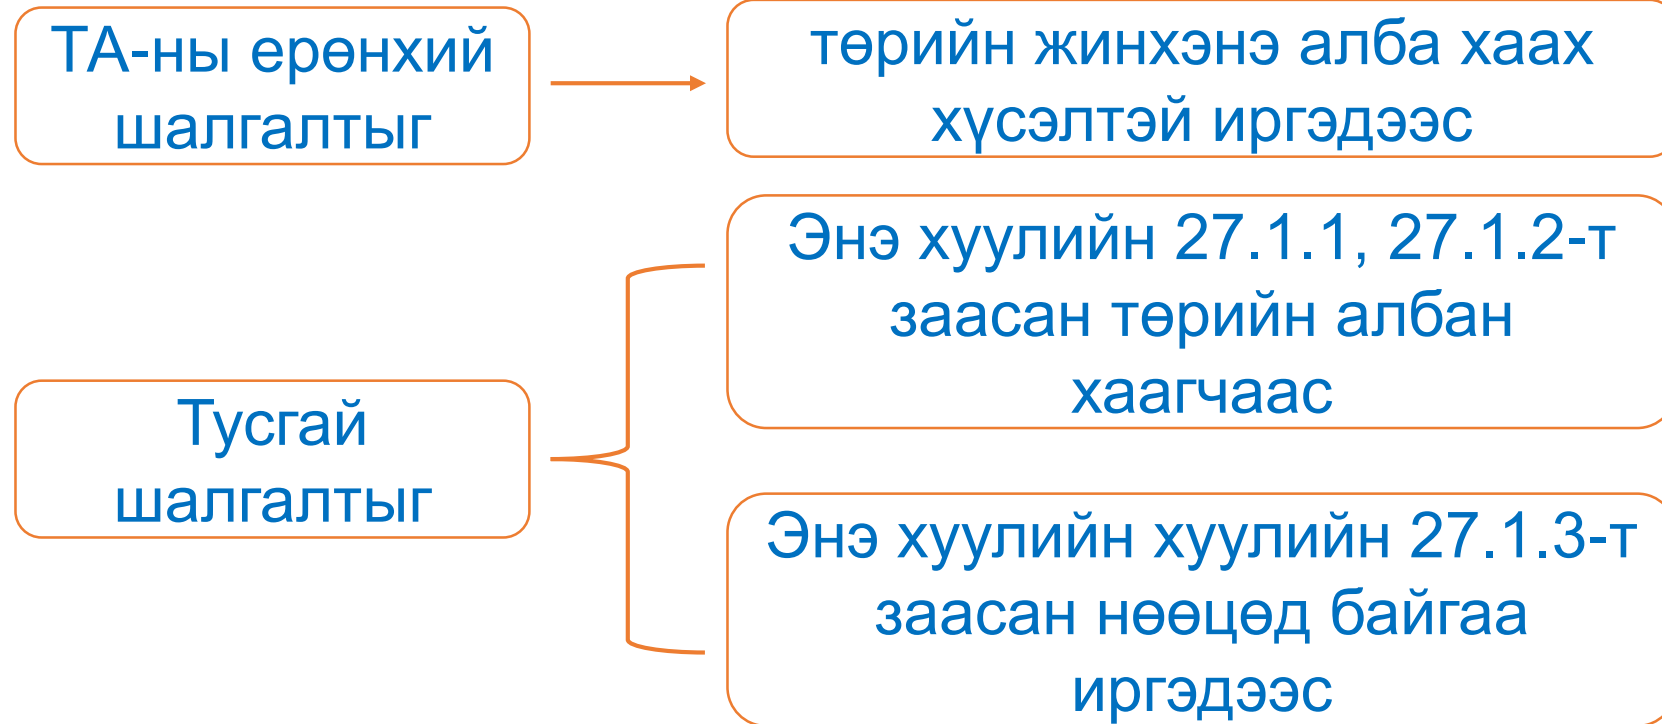 ТА-ны ерөнхий
шалгалтыг
төрийн жинхэнэ алба хаах
хүсэлтэй иргэдээс
Тусгай
шалгалтыг
Энэ хуулийн 27.1.1, 27.1.2-т
заасан төрийн албан
хаагчаас
Энэ хуулийн хуулийн 27.1.3-т
заасан нөөцөд байгаа
иргэдээс